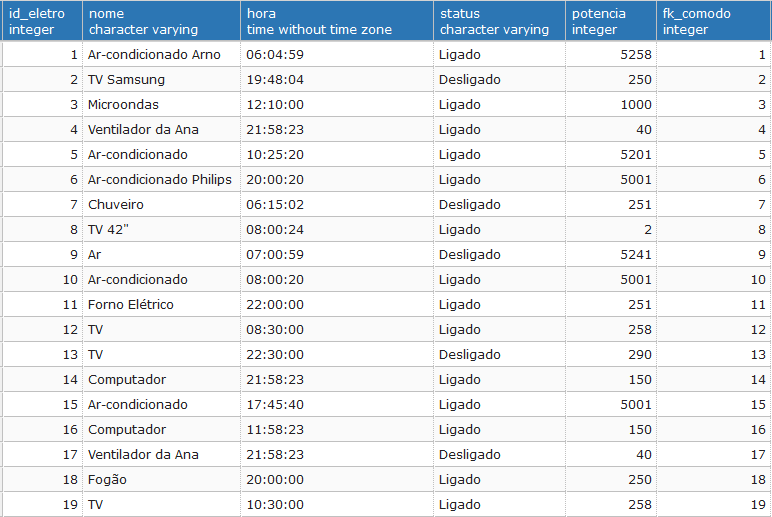 id_eletro nome hora status potencia fk_comodo
integer character varying time without time zone character varying integer integer
1 Ar-condicionado Arno 06:04:59 Ligado 5258 1
2 TV Samsung 19:48:04 Desligado 250 2
3 Microondas 12:10:00 Ligado 1000 3
4 Ventilador da Ana 21:58:23 Ligado 40 4
5 Ar-condicionado 10:25:20 Ligado 5201 5
6 Ar-condicionado Philips 20:00:20 Ligado 5001 6
7 Chuveiro 06:15:02 Desligado 251 7
8 TV 42" 08:00:24 Ligado 2 8
9 Ar 07:00:59 Desligado 5241 9
10 Ar-condicionado 08:00:20 Ligado 5001 10
11 Forno Elétrico 22:00:00 Ligado 251 11
12 TV 08:30:00 Ligado 258 12
13 TV 22:30:00 Desligado 290 13
14 Computador 21:58:23 Ligado 150 14
15 Ar-condicionado 17:45:40 Ligado 5001 15
16 Computador 11:58:23 Ligado 150 16
17 Ventilador da Ana 21:58:23 Desligado 40 17
18 Fogão 20:00:00 Ligado 250 18
19 TV 10:30:00 Ligado 258 19